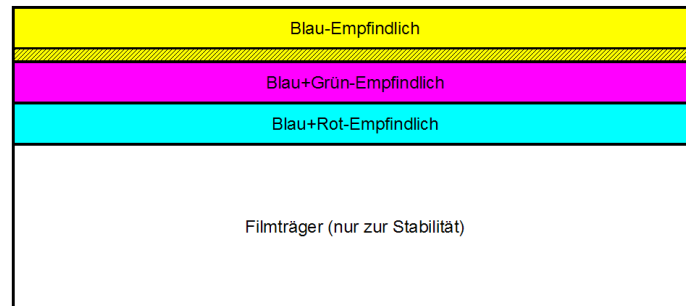 Blau-Empfindlich
Blau+Grün-Empfindlich
Blau+Rot-Empfindlich
Filmträger (nur zur Stabilität)